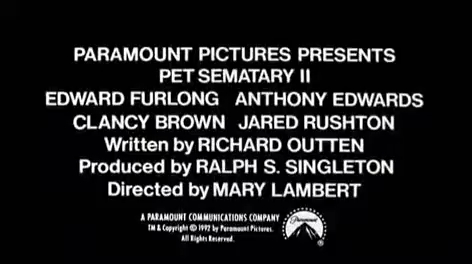 PARAMOUNT PICTURES PRESENTS
PET SEMATARY II
EDWARD FURLONG ANTHONY EDWARDS
CLANCY BROWN JARED RUSHTON
Written by RICHARD OUTTEN
Produced by RALPH S. SINGLETON
Directed by MARY LAMBERT
A PARAMOUNT COMMUNICATIONS COMPANY
TM & Copyright © 1992 by Paramount Pictures.
All Rights Reserved.
Paramount
®